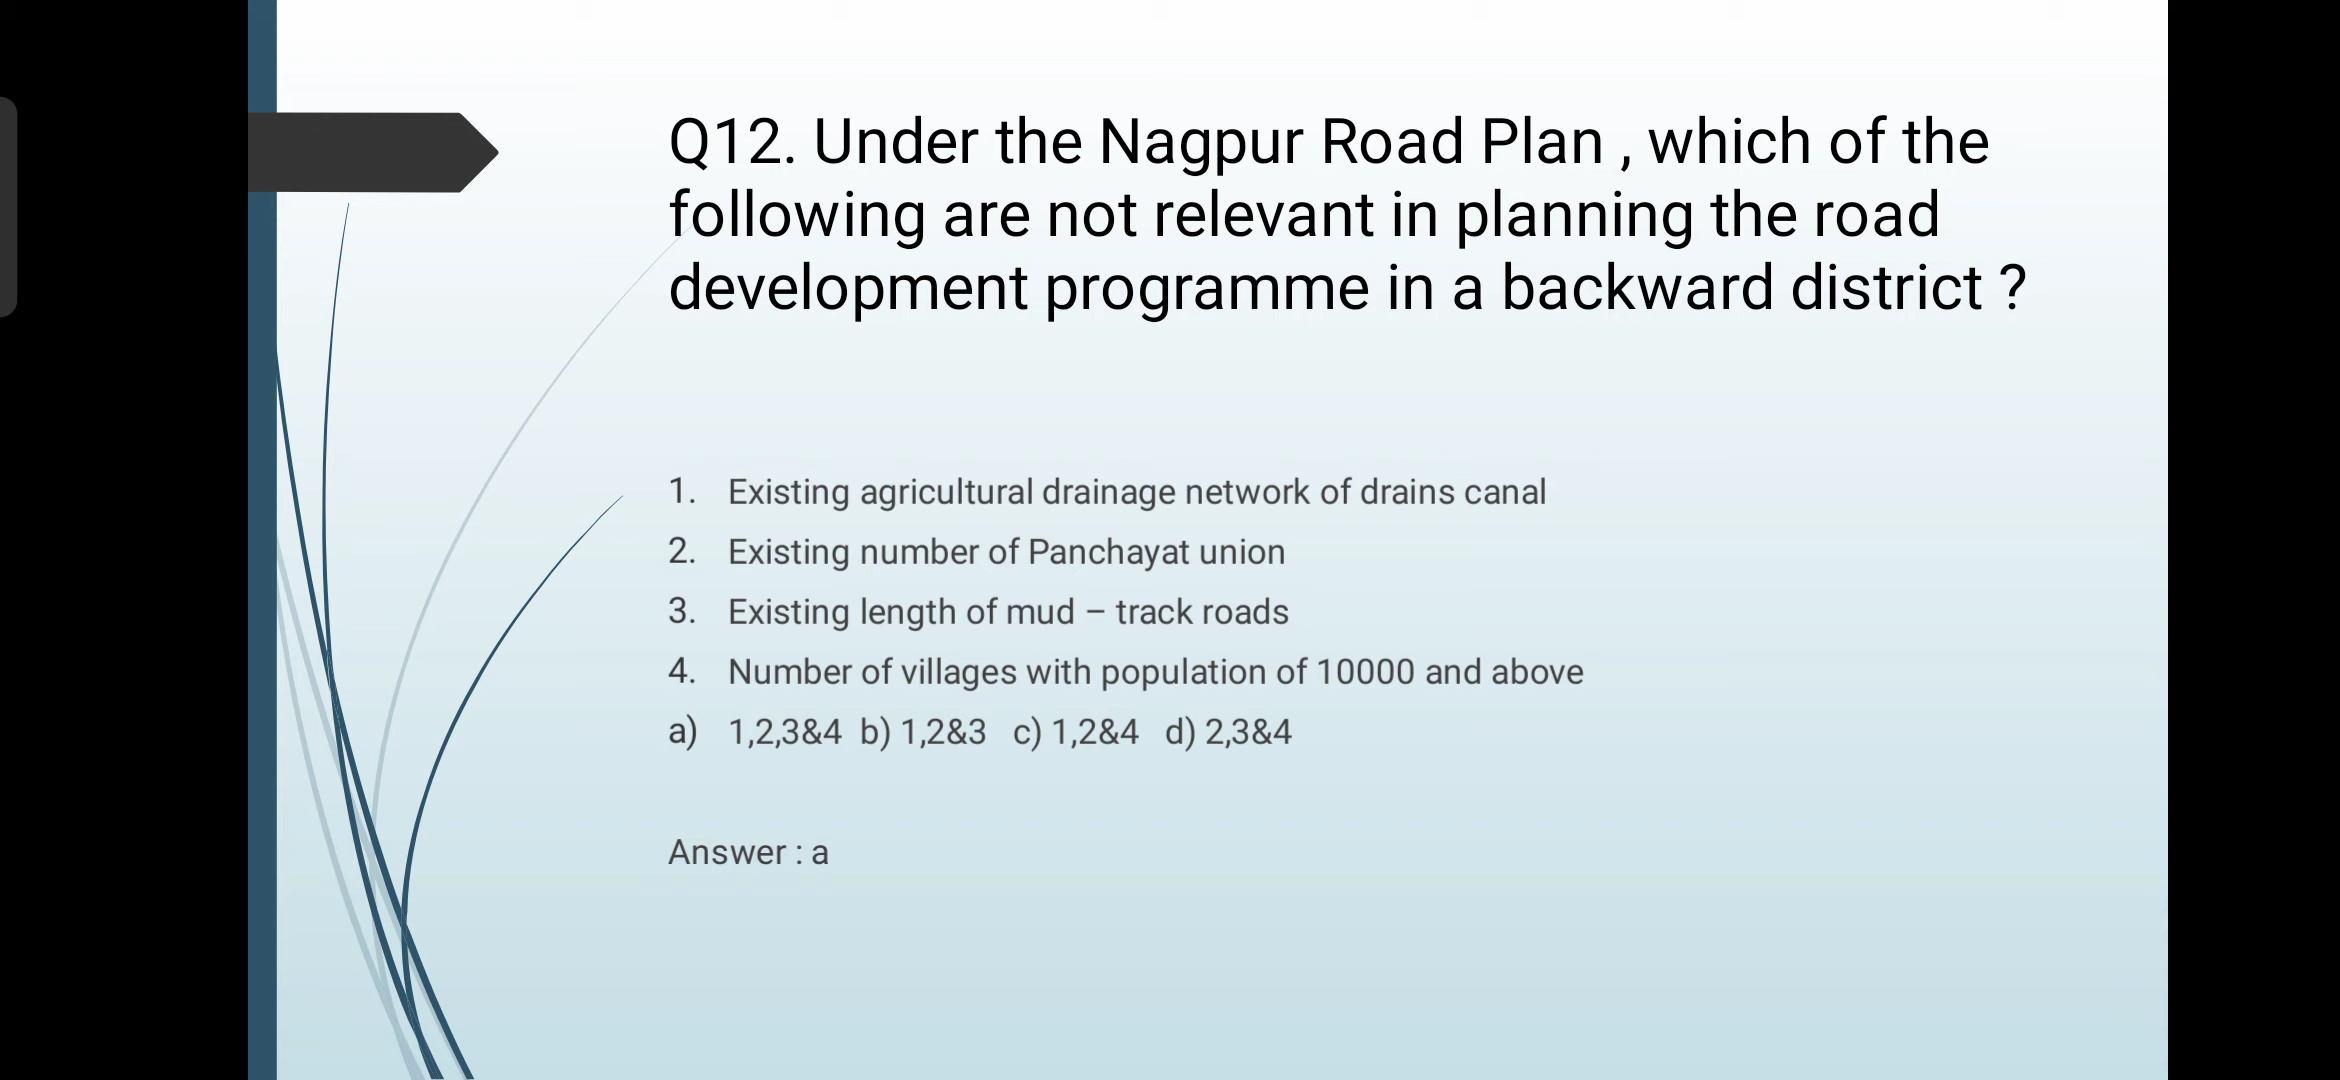 Q12. Under the Nagpur Road Plan , which of the
following are not relevant in planning the road
development programme in a backward district ?
1. Existing agricultural drainage network of drains canal
2. Existing number of Panchayat union
3. Existing length of mud – track roads
4. Number of villages with population of 10000 and above
a) 1,2,3&4 b) 1,2&3 c) 1,2&4 d) 2,3&4
Answer : a